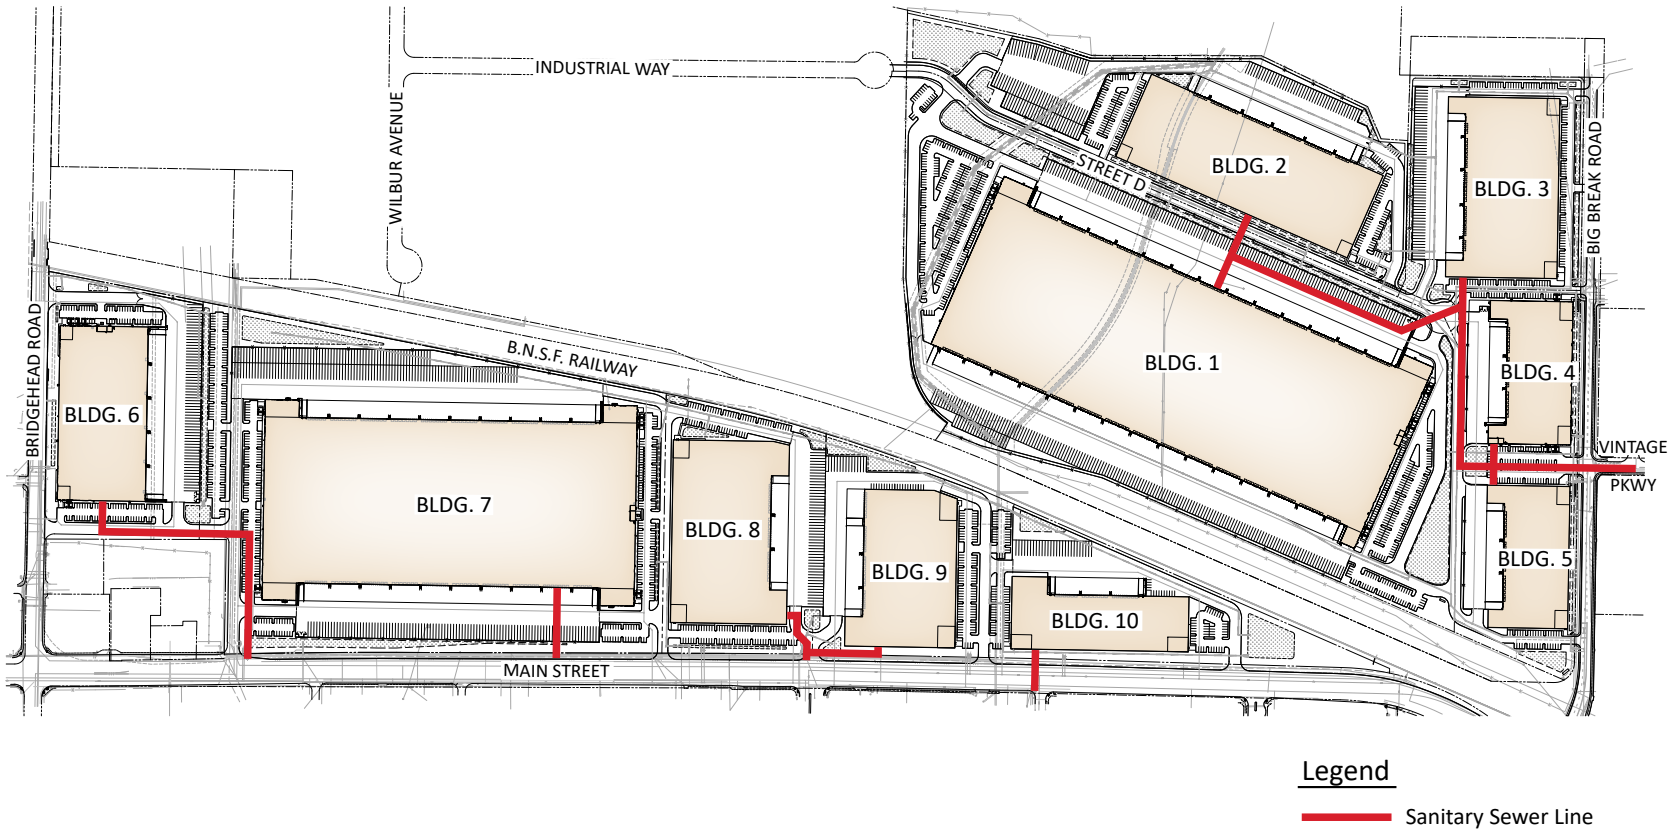 INDUSTRIAL WAY
WILBUR AVENUE
BRIDGEHEAD ROAD
B.N.S.F. RAILWAY
STREET D
BIG BREAK ROAD
BLDG. 2
BLDG. 3
BLDG. 1
BLDG. 4
BLDG. 6
VINTAGE
PKWY
BLDG. 7
BLDG. 8
BLDG. 9
BLDG. 5
BLDG. 10
MAIN STREET
Legend
Sanitary Sewer Line